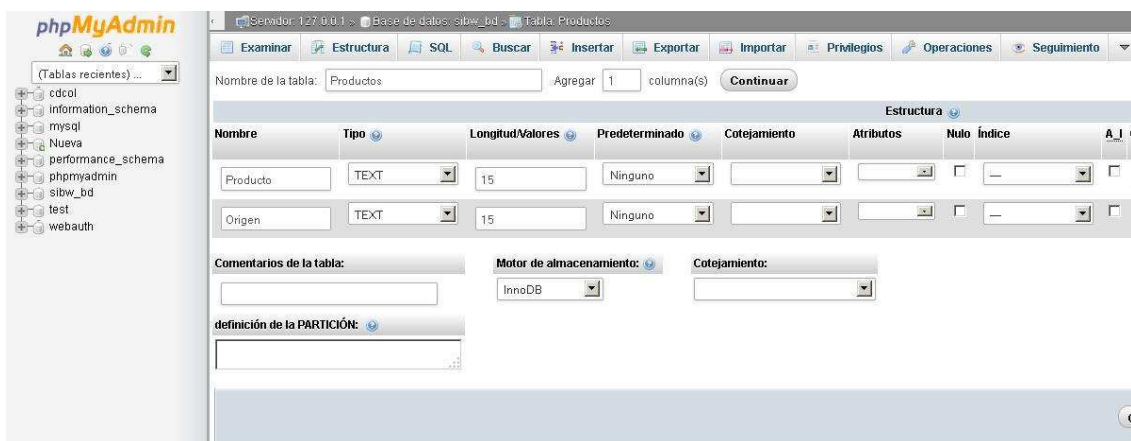 phpMyAdmin
(Tablas recientes) ...
cdcol
information_schema
mysql
Nueva
performance_schema
phpmyadmin
sibw_bd
test
webauth
Servidor: 127.0.0.1 » Base de datos: sibw_bd » Tabla: Productos
Examinar Estructura SQL Buscar Insertar Exportar Importar Privilegios Operaciones Seguimiento
Nombre de la tabla: Productos Agregar 1 columna(s) Continuar
Estructura
Nombre Tipo Longitud/Valores Predeterminado Cotejamiento Atributos Nulo Índice A_I
Producto TEXT 15 Ninguno —
Origen TEXT 15 Ninguno —
Comentarios de la tabla: Motor de almacenamiento: Cotejamiento:
InnoDB
definición de la PARTICIÓN: